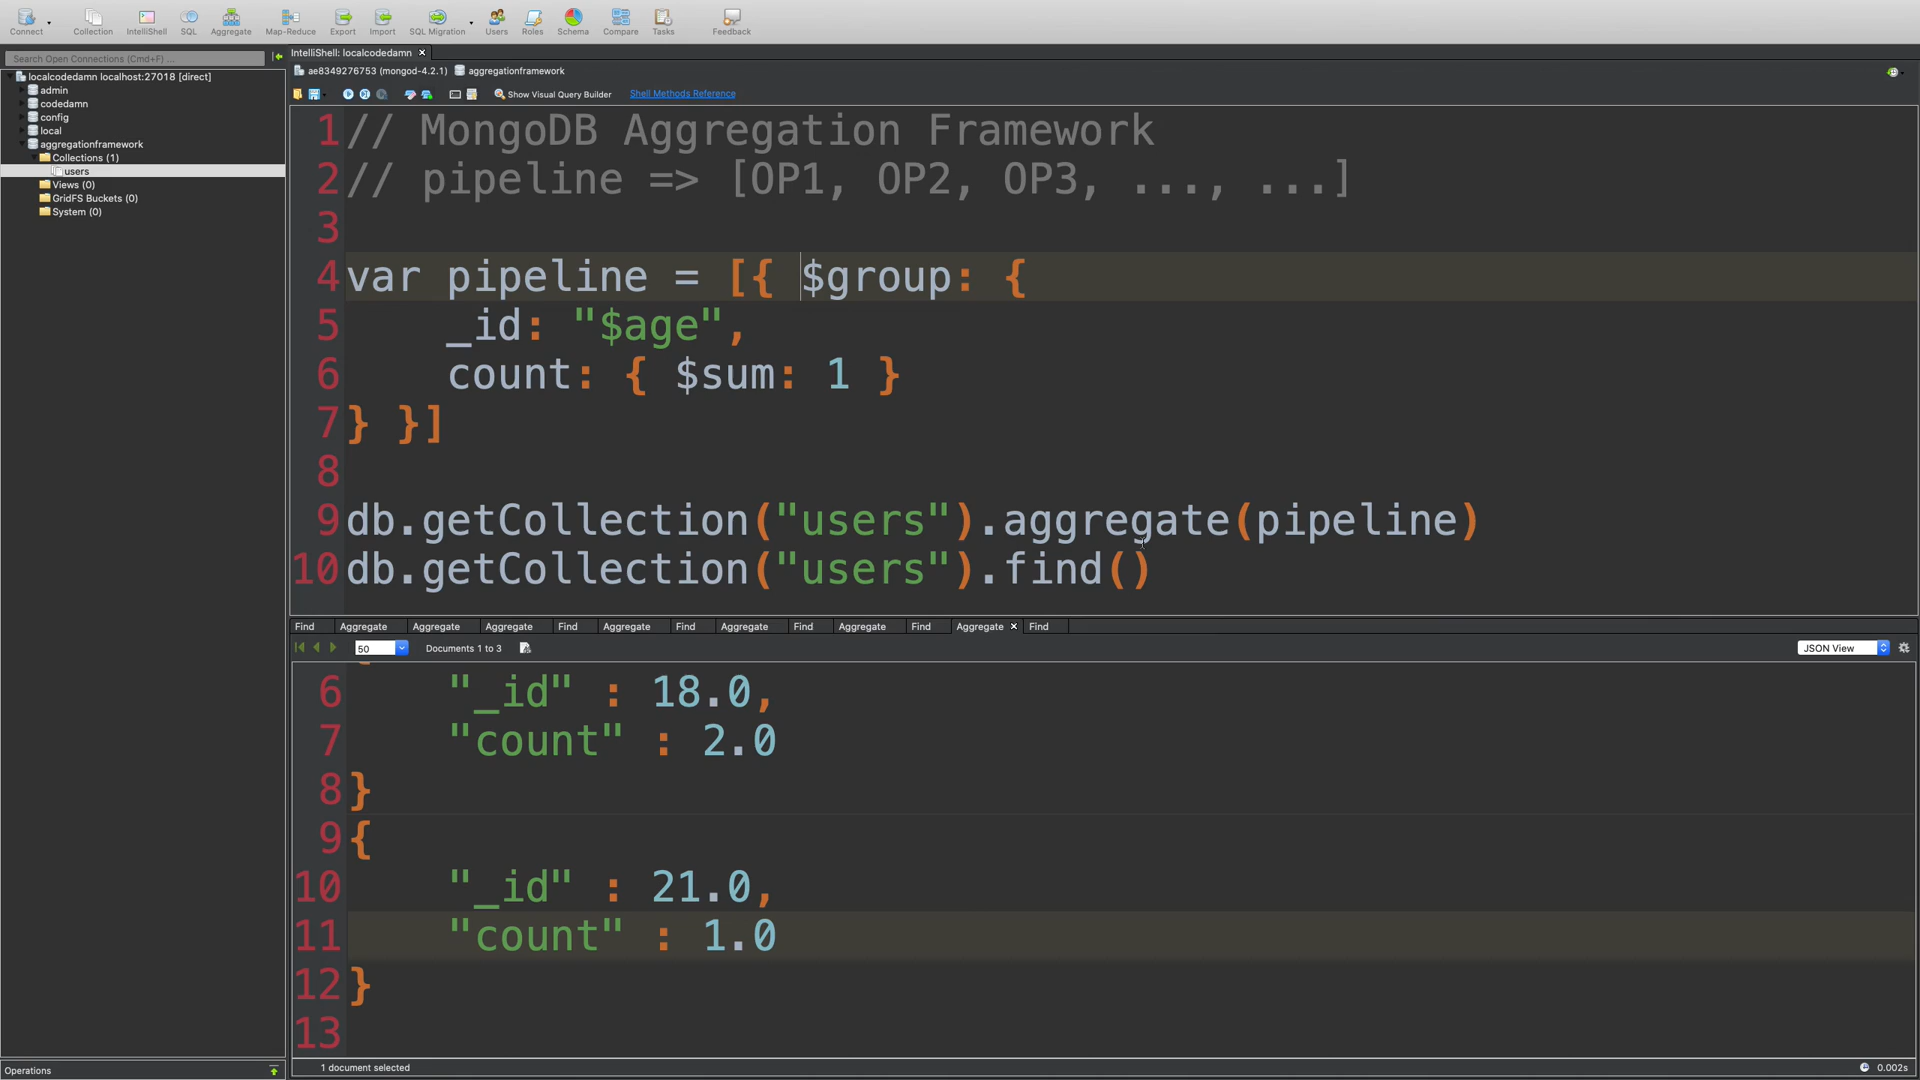 Connect
Collection
IntelliShell
SQL
Aggregate
Map-Reduce
Export
Import
SQL Migration
Users
Roles
Schema
Compare
Tasks
Feedback
Search Open Connections (Cmd+F) ...
localcodedamn localhost:27018 [direct]
admin
codedamn
config
local
aggregationframework
Collections (1)
users
Views (0)
GridFS Buckets (0)
System (0)
Operations
IntelliShell: localcodedamn
ae8349276753 (mongod-4.2.1) aggregationframework
Show Visual Query Builder Shell Methods Reference
1 // MongoDB Aggregation Framework
2 // pipeline => [OP1, OP2, OP3, ..., ...]
3
4 var pipeline = [{ $group: {
5 _id: "$age",
6 count: { $sum: 1 }
7 } }]
8
9 db.getCollection("users").aggregate(pipeline)
10 db.getCollection("users").find()
Find Aggregate Aggregate Aggregate Find Aggregate Find Aggregate Find Aggregate Find Aggregate Find
50 Documents 1 to 3 JSON View
6 "_id" : 18.0,
7 "count" : 2.0
8 }
9 {
10 "_id" : 21.0,
11 "count" : 1.0
12 }
13
1 document selected 0.002s